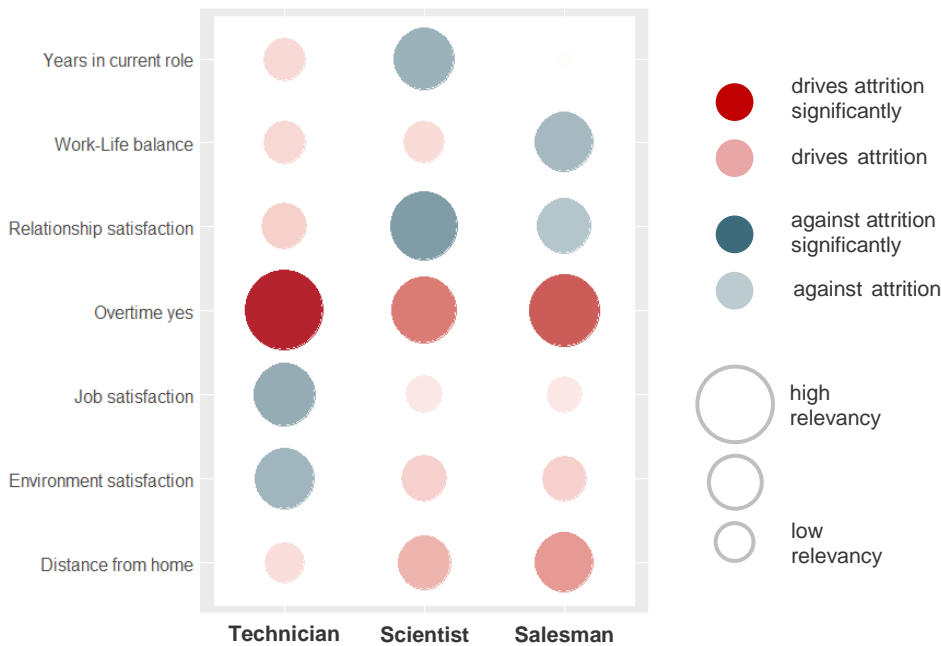 Years in current role
Work-Life balance
Relationship satisfaction
Overtime yes
Job satisfaction
Environment satisfaction
Distance from home
Technician
Scientist
Salesman
drives attrition
significantly
drives attrition
against attrition
significantly
against attrition
high
relevancy
low
relevancy